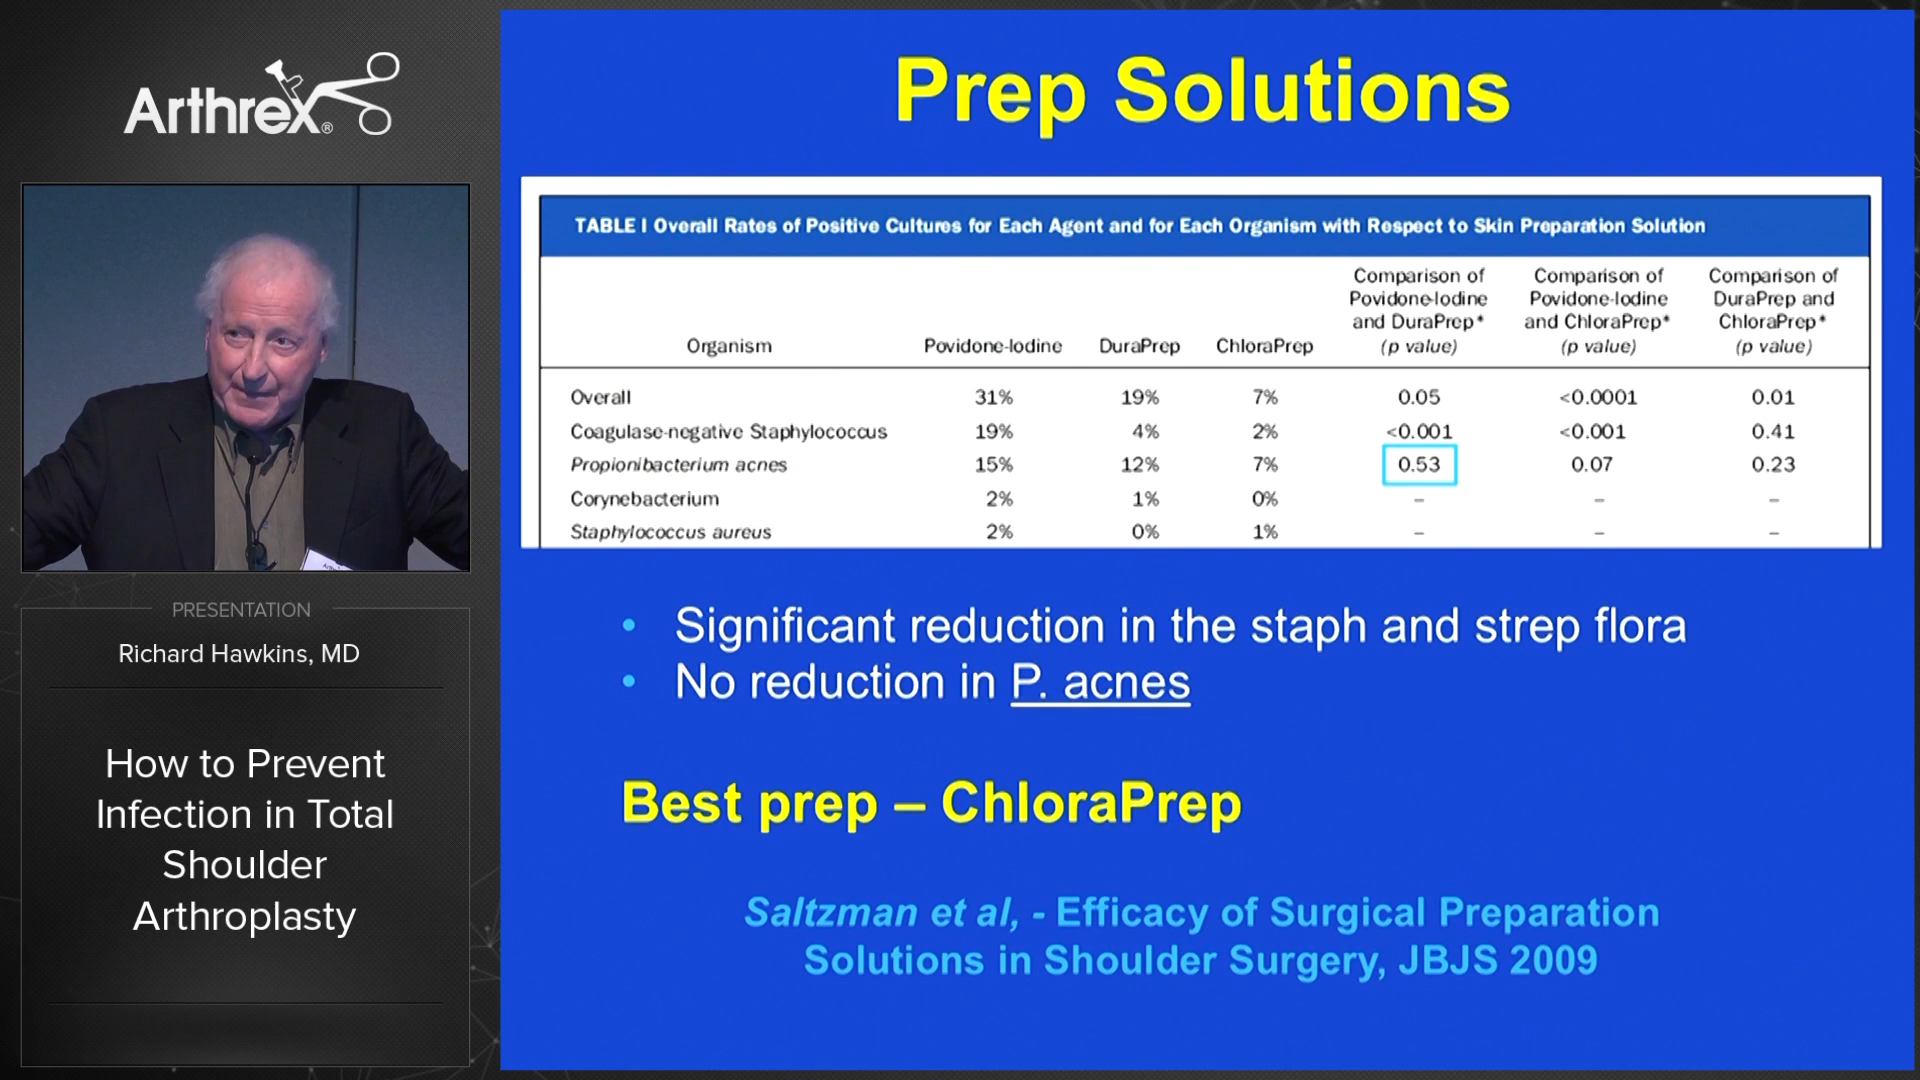 Arthrex®
PRESENTATION
Richard Hawkins, MD
How to Prevent
Infection in Total
Shoulder
Arthroplasty
Prep Solutions
TABLE I Overall Rates of Positive Cultures for Each Agent and for Each Organism with Respect to Skin Preparation Solution
Organism Povidone-Iodine DuraPrep ChloraPrep Comparison of Povidone-Iodine and DuraPrep* (p value) Comparison of Povidone-Iodine and ChloraPrep* (p value) Comparison of DuraPrep and ChloraPrep* (p value)
Overall 31% 19% 7% 0.05 <0.0001 0.01
Coagulase-negative Staphylococcus 19% 4% 2% <0.001 <0.001 0.41
Propionibacterium acnes 15% 12% 7% 0.53 0.07 0.23
Corynebacterium 2% 1% 0% – – –
Staphylococcus aureus 2% 0% 1% – – –
• Significant reduction in the staph and strep flora
• No reduction in P. acnes
Best prep – ChloraPrep
Saltzman et al, - Efficacy of Surgical Preparation
Solutions in Shoulder Surgery, JBJS 2009